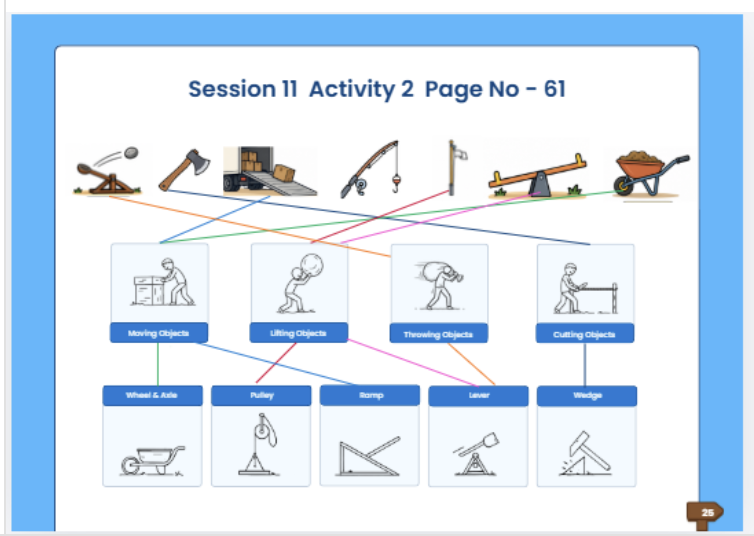 Session 11 Activity 2 Page No - 61
Moving Objects
Lifting Objects
Throwing Objects
Cutting Objects
Wheel & Axle
Pulley
Ramp
Lever
Wedge
25